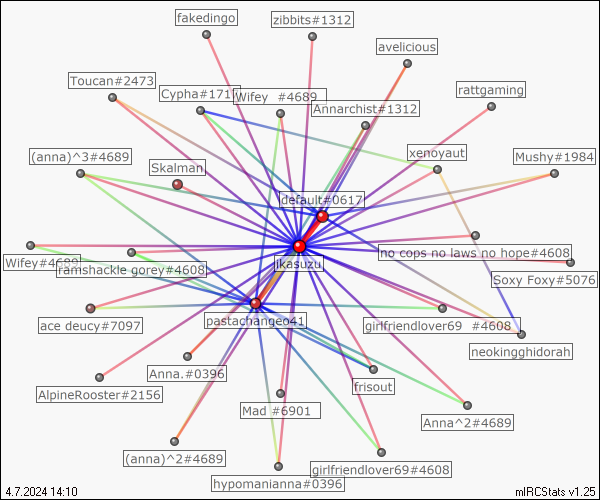 fakedingo
zibbits#1312
avelicious
Toucan#2473
Cypha#171
Wifey #4689
Annarchist#1312
rattgaming
(anna)^3#4689
Skalman
xenoyaut
Mushy#1984
default#0617
no cops no laws no hope#4608
Wifey#4689
ramshackle gorey#4608
ikasuzu
Soxy Foxy#5076
ace deucy#7097
pastachangeo41
girlfriendlover69 #4608
neokingghidorah
Anna.#0396
frisout
AlpineRooster#2156
Mad #6901
Anna^2#4689
(anna)^2#4689
girlfriendlover69#4608
hypomanianna#0396
4.7.2024 14:10
mIRCStats v1.25